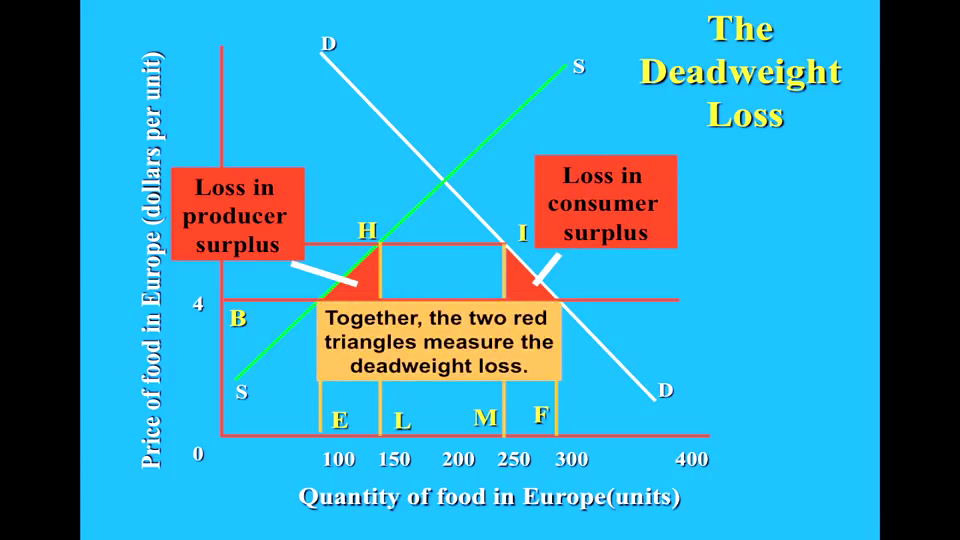 The
Deadweight
Loss
Price of food in Europe (dollars per unit)
D
S
Loss in
producer
surplus
Loss in
consumer
surplus
H
I
4
B
Together, the two red
triangles measure the
deadweight loss.
S
D
E
L
M
F
0
100
150
200
250
300
400
Quantity of food in Europe(units)